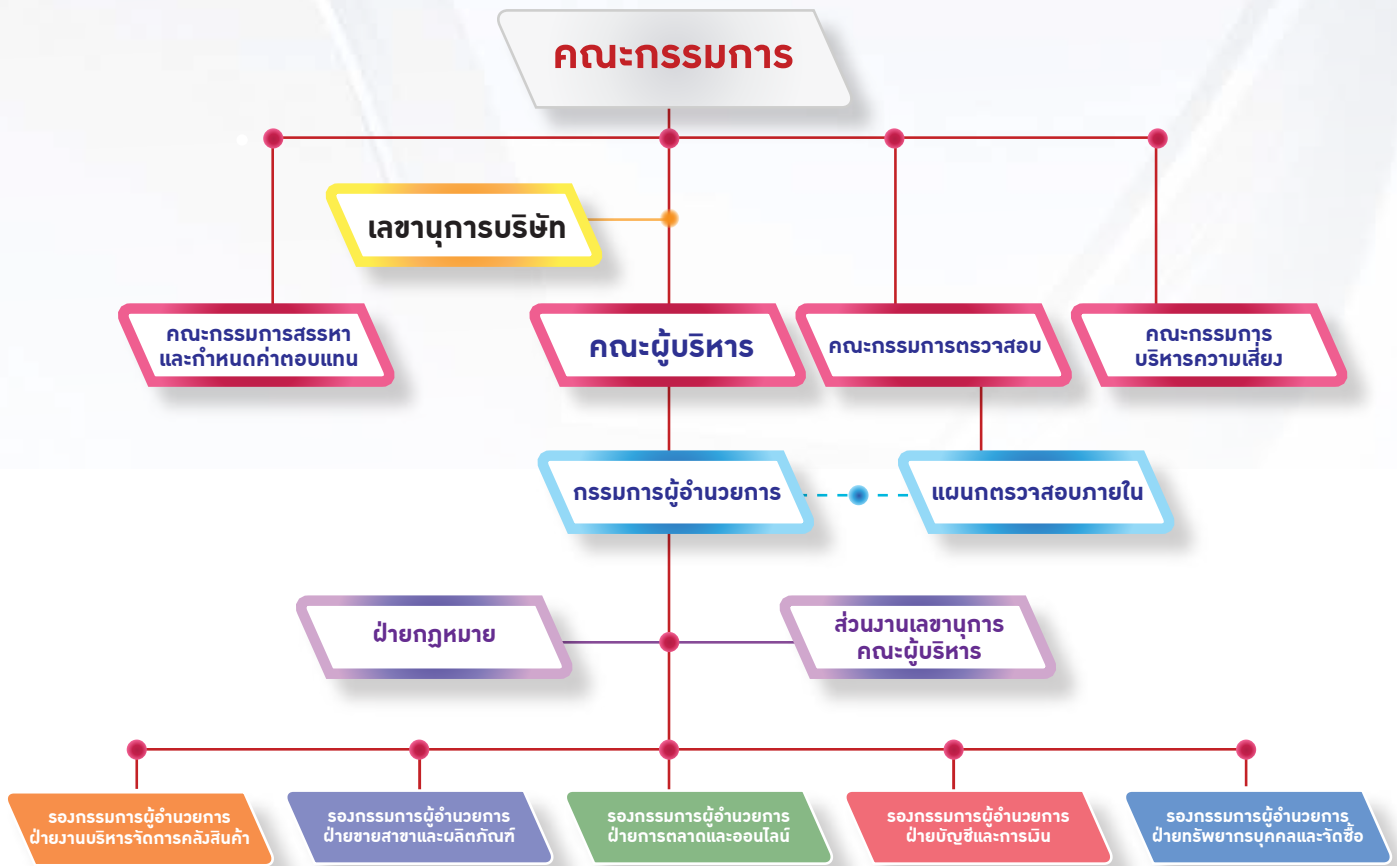 คณะกรรมการ
เลขานุการบริษัท
คณะกรรมการสรรหา
และกำหนดค่าตอบแทน
คณะผู้บริหาร
คณะกรรมการตรวจสอบ
คณะกรรมการ
บริหารความเสี่ยง
กรรมการผู้อำนวยการ
แผนกตรวจสอบภายใน
ฝ่ายกฎหมาย
ส่วนงานเลขานุการ
คณะผู้บริหาร
รองกรรมการผู้อำนวยการ
ฝ่ายงานบริหารจัดการคลังสินค้า
รองกรรมการผู้อำนวยการ
ฝ่ายขายสาขาและผลิตภัณฑ์
รองกรรมการผู้อำนวยการ
ฝ่ายการตลาดและออนไลน์
รองกรรมการผู้อำนวยการ
ฝ่ายบัญชีและการเงิน
รองกรรมการผู้อำนวยการ
ฝ่ายทรัพยากรบุคคลและจัดซื้อ